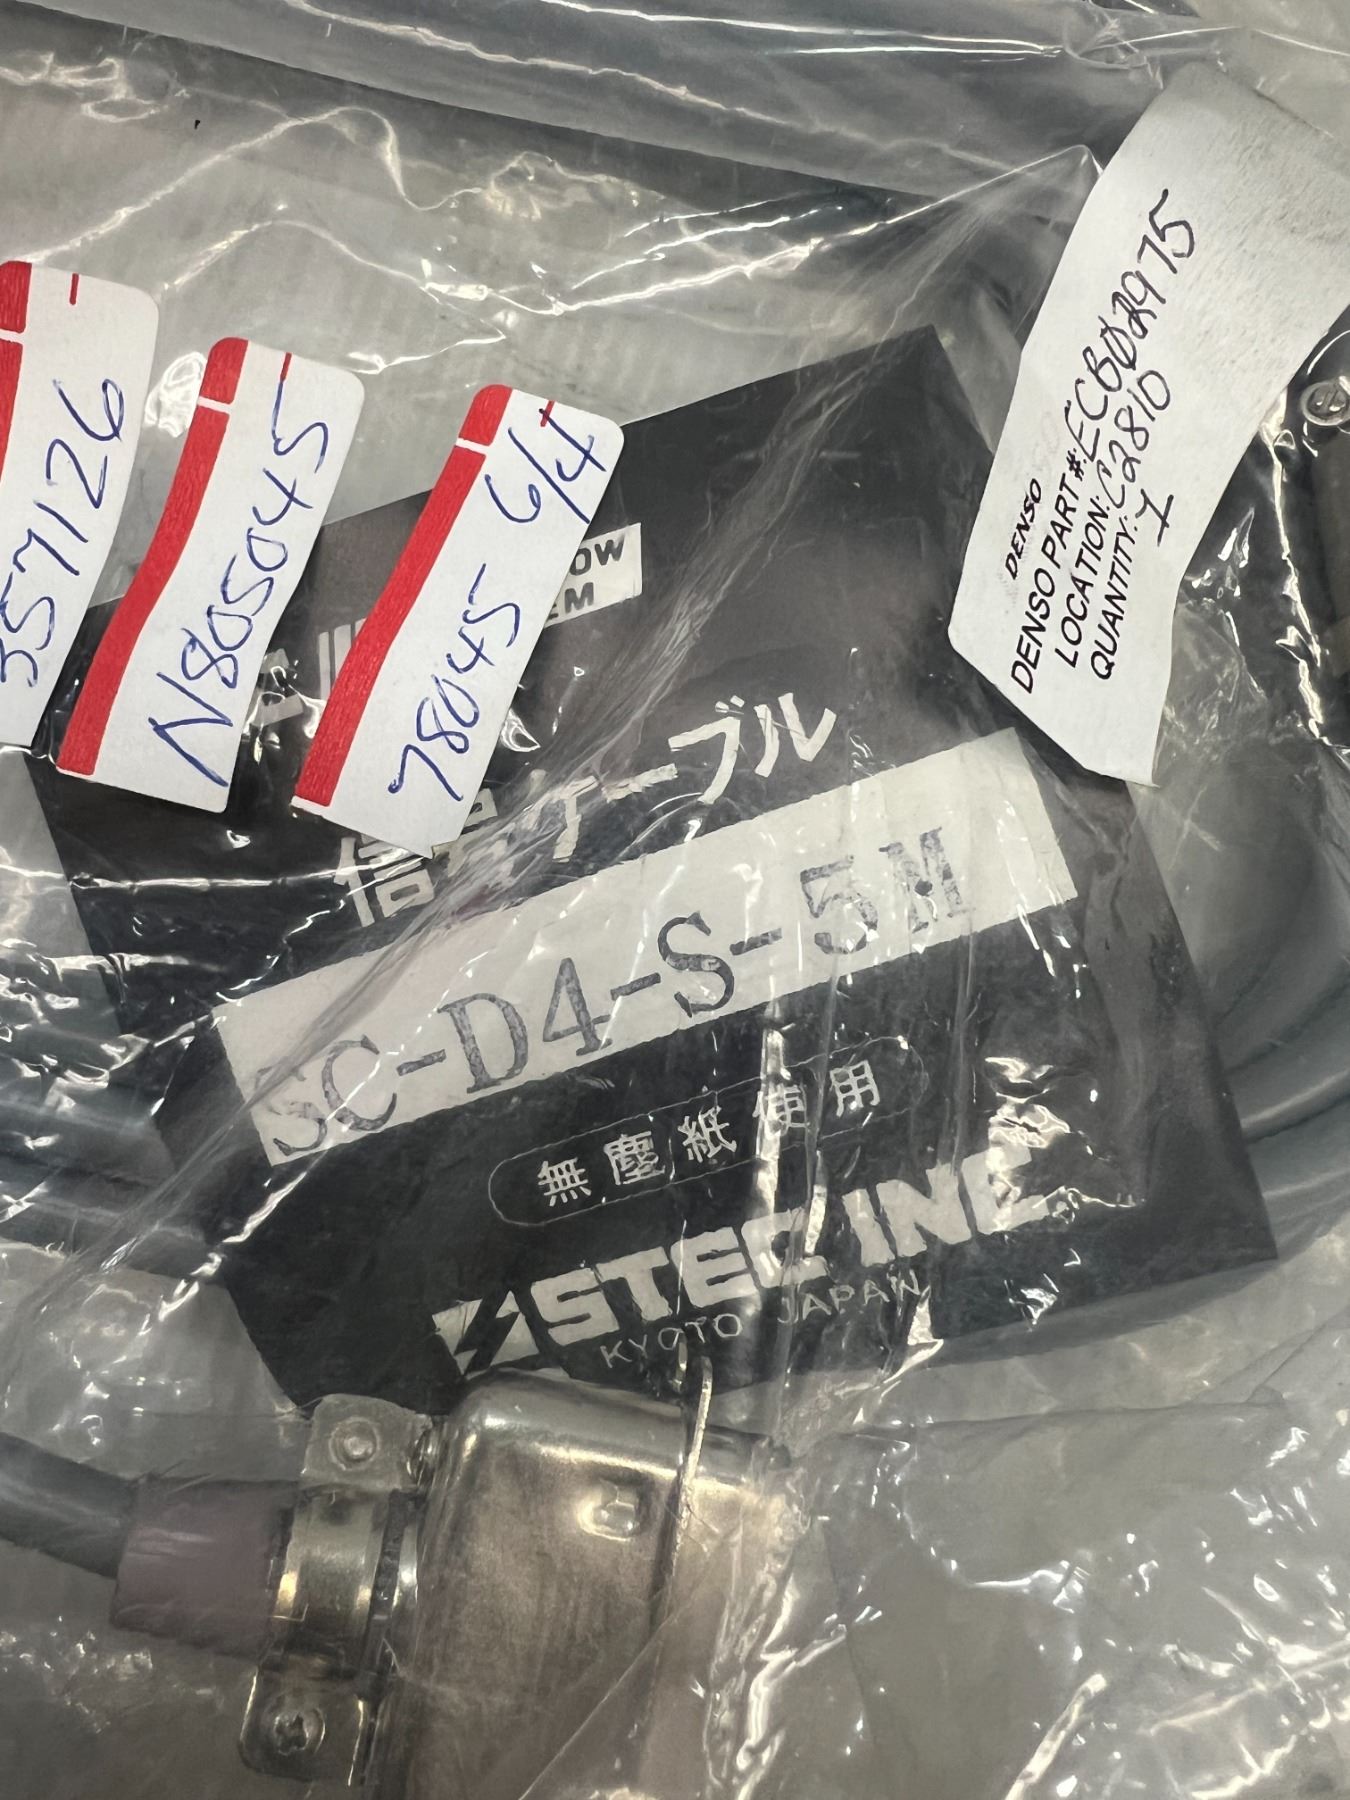 357126
N805045
78045 6/4
DENSO
DENSO PART#: ECB02975
LOCATION: C2810
QUANTITY: 1
OW
EM
信号ケーブル
SC-D4-S-5M
無塵紙使用
STEC INC.
KYOTO JAPAN